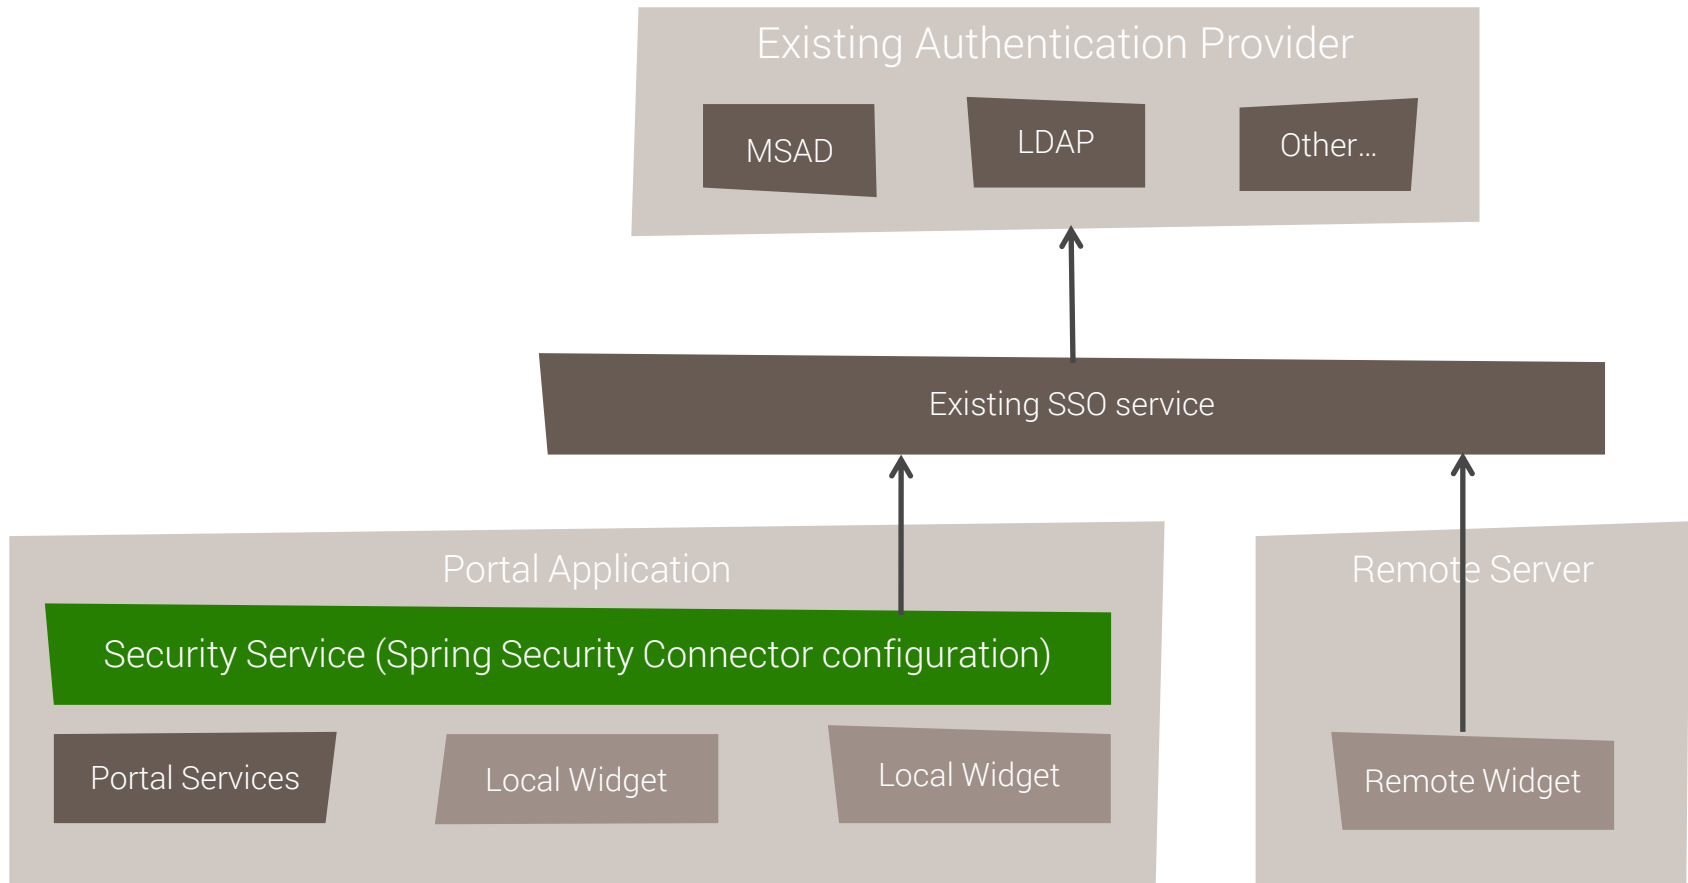 Existing Authentication Provider
MSAD
LDAP
Other...
Existing SSO service
Portal Application
Remote Server
Security Service (Spring Security Connector configuration)
Portal Services
Local Widget
Local Widget
Remote Widget